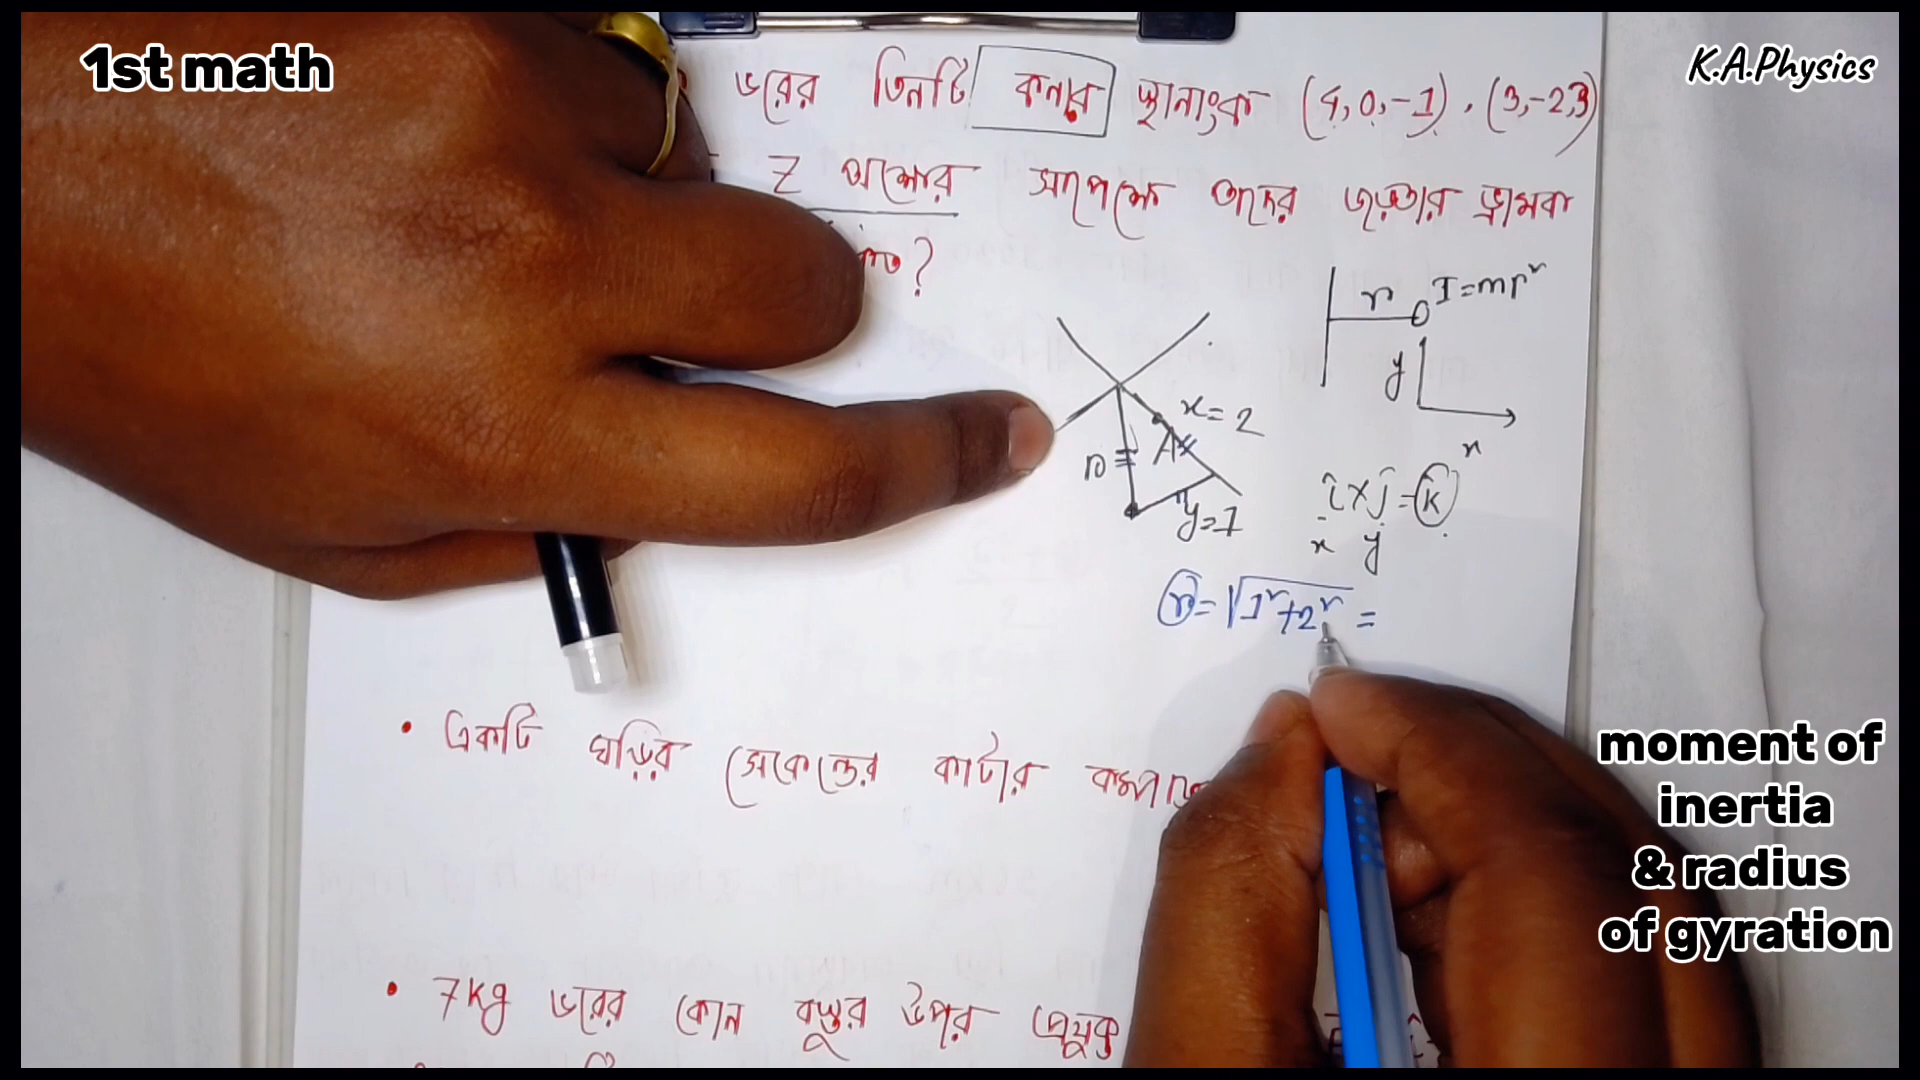 1st math
K.A.Physics
ভরের তিনটি কনার স্থানাংক (4,0,-1), (3,-2,3)
Z অক্ষের সাপেক্ষে তাদের জড়তার ভ্রামক
কত?
r I=mr²
y
x
x=2
r A
y=1
î×ĵ=k̂
x y
r=√1²+2² =
• একটি ঘড়ির সেকেন্ডের কাটার
moment of
inertia
& radius
of gyration
• 7kg ভরের কোন বস্তুর উপর প্রযুক্ত